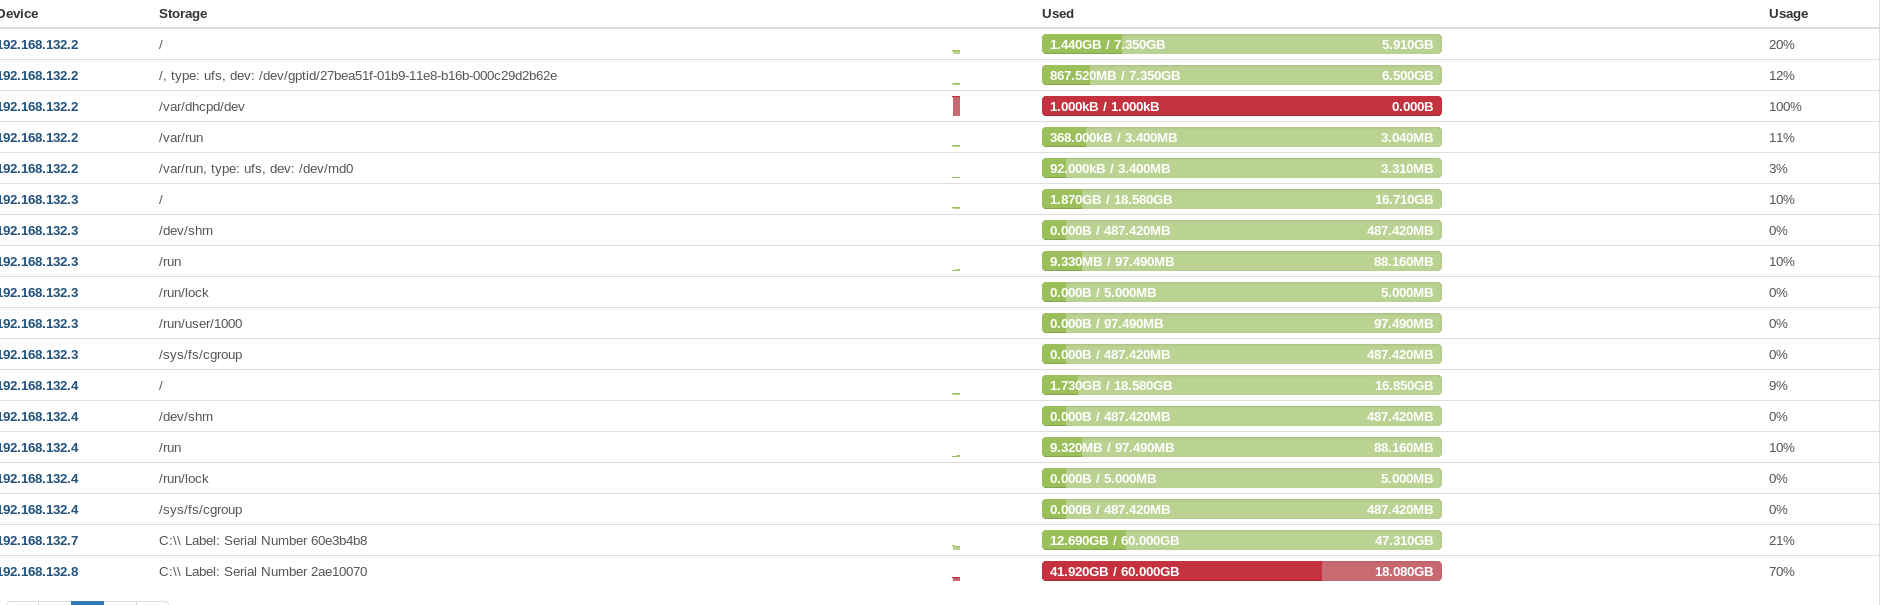 Device Storage Used Usage
192.168.132.2 / 1.440GB / 7.350GB 5.910GB 20%
192.168.132.2 /, type: ufs, dev: /dev/gptid/27bea51f-01b9-11e8-b16b-000c29d2b62e 867.520MB / 7.350GB 6.500GB 12%
192.168.132.2 /var/dhcpd/dev 1.000kB / 1.000kB 0.000B 100%
192.168.132.2 /var/run 368.000kB / 3.400MB 3.040MB 11%
192.168.132.2 /var/run, type: ufs, dev: /dev/md0 92.000kB / 3.400MB 3.310MB 3%
192.168.132.3 / 1.870GB / 18.580GB 16.710GB 10%
192.168.132.3 /dev/shm 0.000B / 487.420MB 487.420MB 0%
192.168.132.3 /run 9.330MB / 97.490MB 88.160MB 10%
192.168.132.3 /run/lock 0.000B / 5.000MB 5.000MB 0%
192.168.132.3 /run/user/1000 0.000B / 97.490MB 97.490MB 0%
192.168.132.3 /sys/fs/cgroup 0.000B / 487.420MB 487.420MB 0%
192.168.132.4 / 1.730GB / 18.580GB 16.850GB 9%
192.168.132.4 /dev/shm 0.000B / 487.420MB 487.420MB 0%
192.168.132.4 /run 9.320MB / 97.490MB 88.160MB 10%
192.168.132.4 /run/lock 0.000B / 5.000MB 5.000MB 0%
192.168.132.4 /sys/fs/cgroup 0.000B / 487.420MB 487.420MB 0%
192.168.132.7 C:\\ Label: Serial Number 60e3b4b8 12.690GB / 60.000GB 47.310GB 21%
192.168.132.8 C:\\ Label: Serial Number 2ae10070 41.920GB / 60.000GB 18.080GB 70%